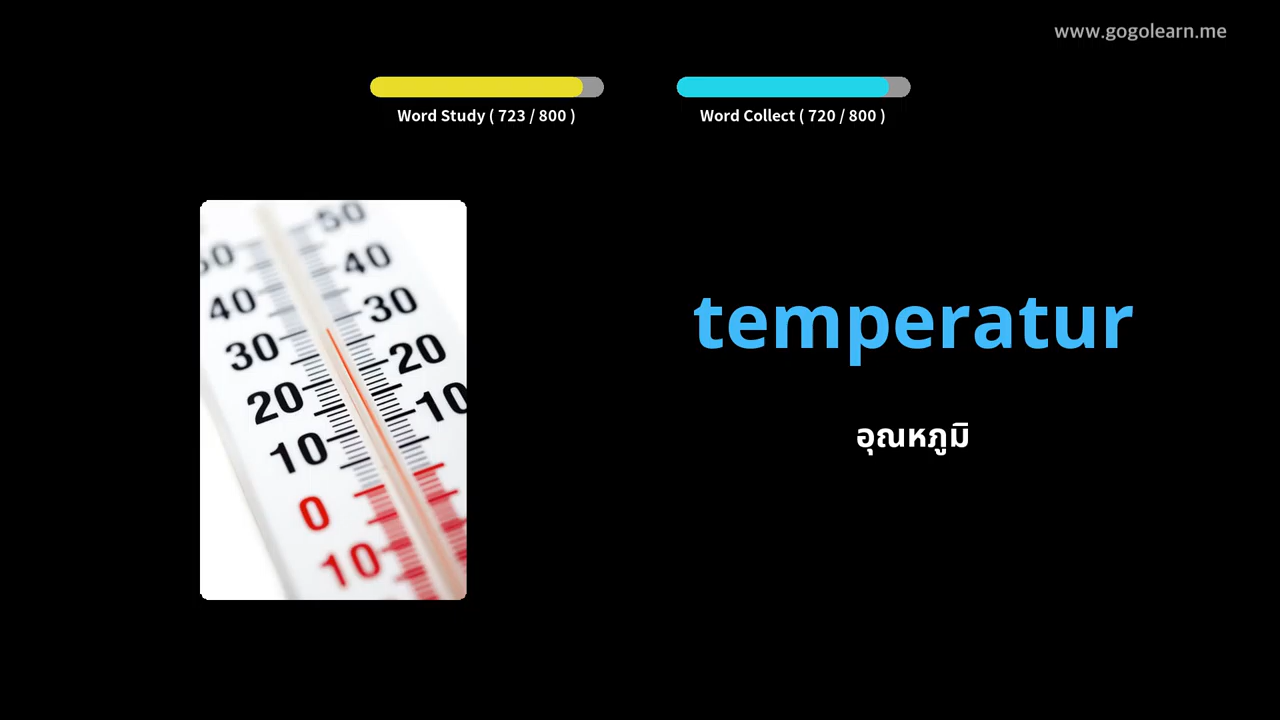 www.gogolearn.me
Word Study ( 723 / 800 )
Word Collect ( 720 / 800 )
50
50
40
40
30
30
20
20
10
10
0
10
temperatur
อุณหภูมิ